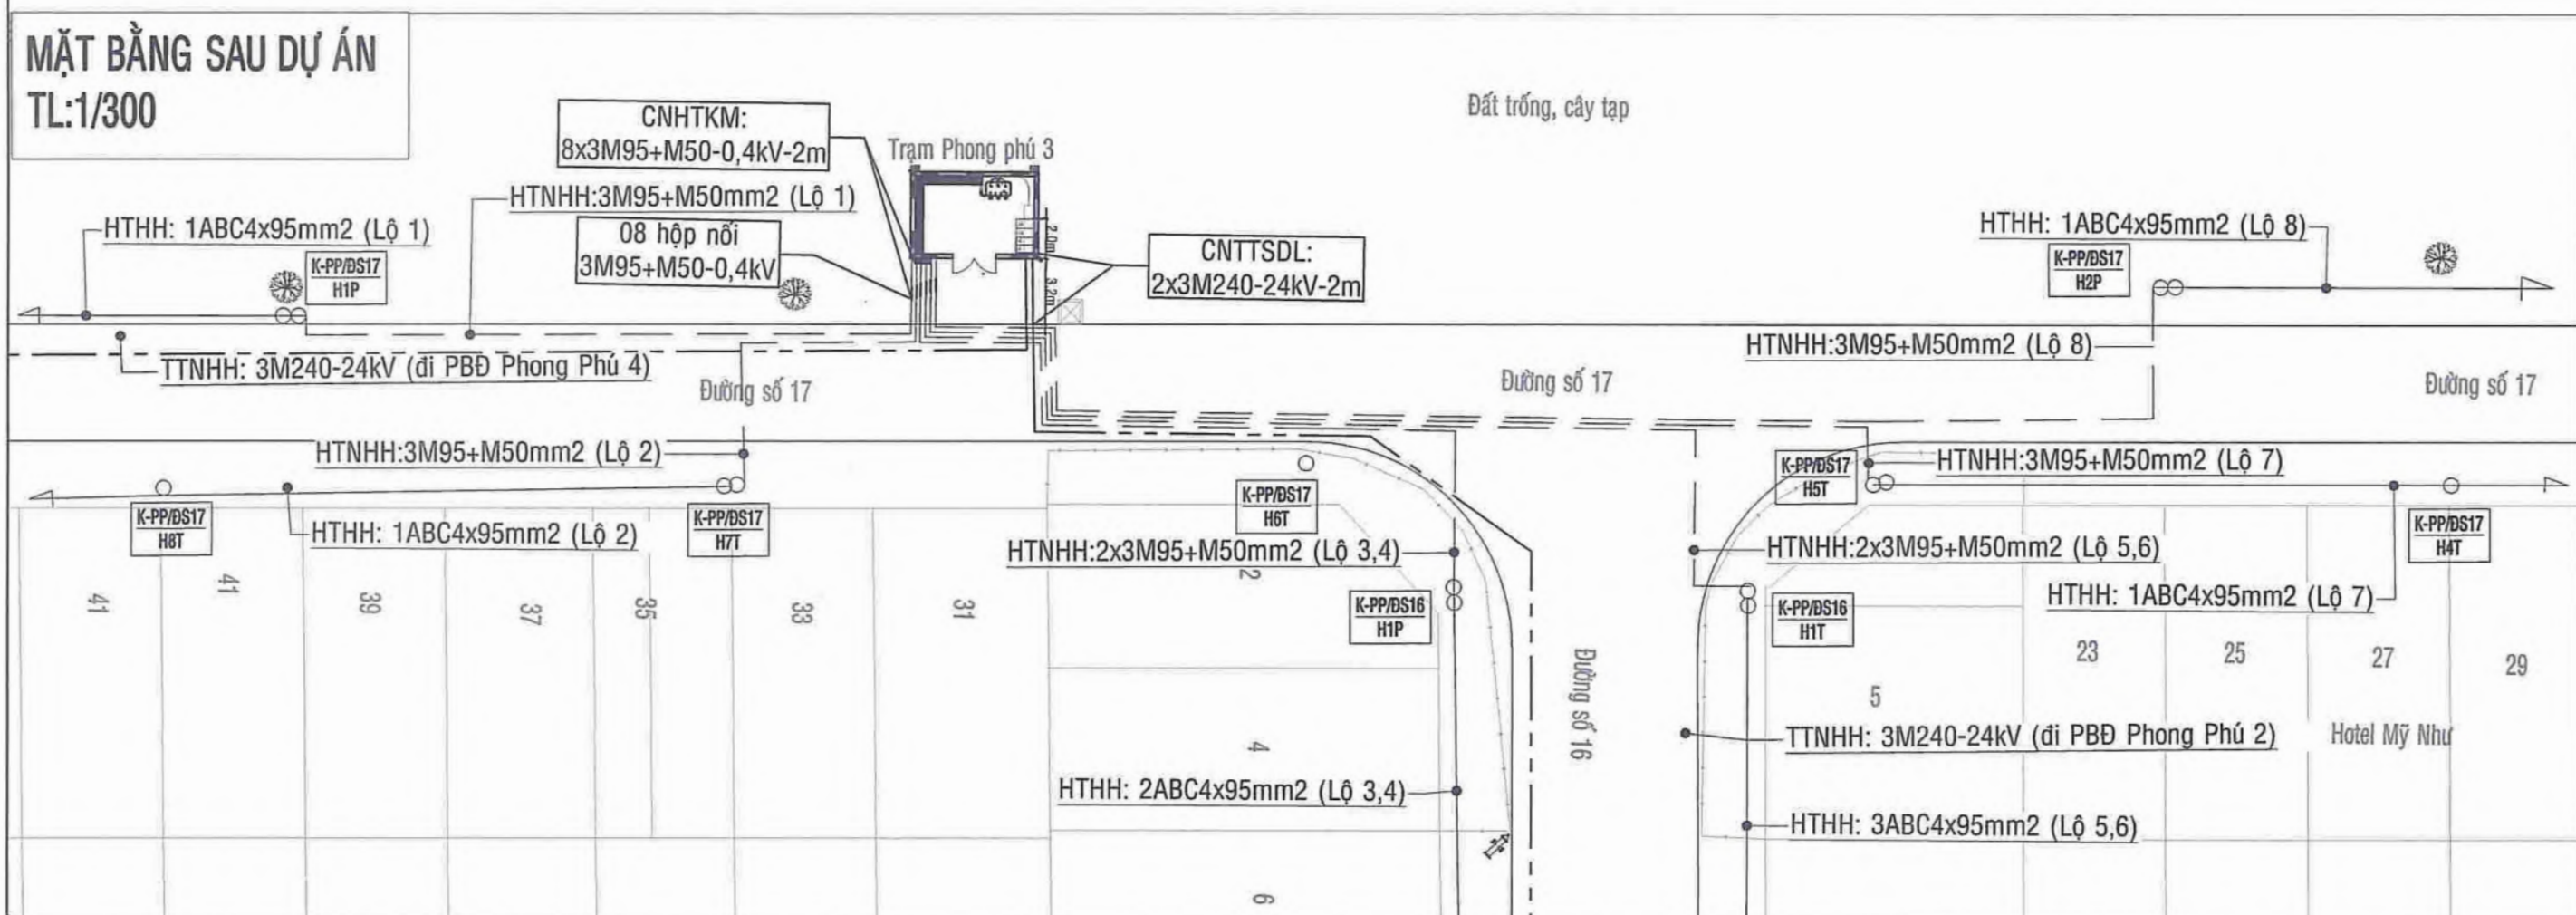 MẶT BẰNG SAU DỰ ÁN
TL:1/300
CNHTKM:
8x3M95+M50-0,4kV-2m
Trạm Phong phú 3
Đất trống, cây tạp
HTNHH:3M95+M50mm2 (Lộ 1)
HTHH: 1ABC4x95mm2 (Lộ 1)
K-PP/ĐS17
H1P
08 hộp nối
3M95+M50-0,4kV
2.0m
3.2m
CNTTSDL:
2x3M240-24kV-2m
HTHH: 1ABC4x95mm2 (Lộ 8)
K-PP/ĐS17
H2P
HTNHH:3M95+M50mm2 (Lộ 8)
TTNHH: 3M240-24kV (đi PBĐ Phong Phú 4)
Đường số 17
Đường số 17
Đường số 17
HTNHH:3M95+M50mm2 (Lộ 2)
K-PP/ĐS17
H8T
HTHH: 1ABC4x95mm2 (Lộ 2)
K-PP/ĐS17
H7T
K-PP/ĐS17
H6T
K-PP/ĐS17
H5T
HTNHH:3M95+M50mm2 (Lộ 7)
K-PP/ĐS17
H4T
HTNHH:2x3M95+M50mm2 (Lộ 3,4)
HTNHH:2x3M95+M50mm2 (Lộ 5,6)
HTHH: 1ABC4x95mm2 (Lộ 7)
K-PP/ĐS16
H1P
K-PP/ĐS16
H1T
41
41
39
37
35
33
31
2
4
6
Đường số 16
5
23
25
27
29
TTNHH: 3M240-24kV (đi PBĐ Phong Phú 2)
Hotel Mỹ Như
HTHH: 2ABC4x95mm2 (Lộ 3,4)
HTHH: 3ABC4x95mm2 (Lộ 5,6)